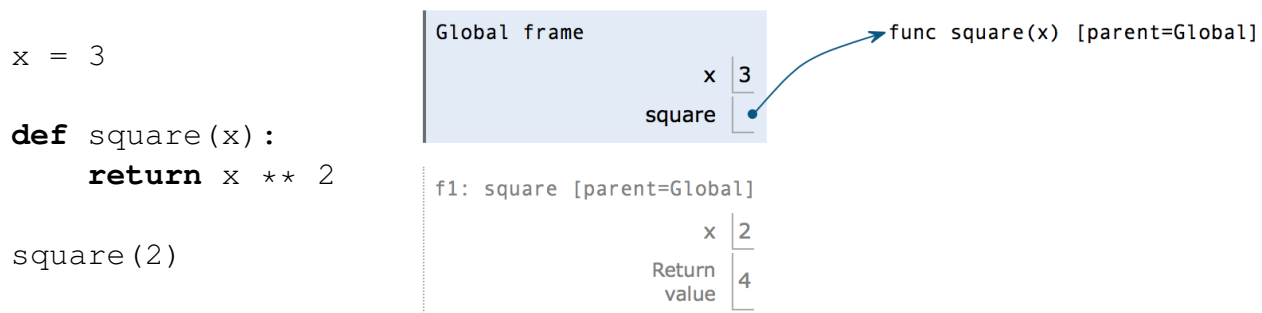 x = 3
def square(x):
    return x ** 2
square(2)
Global frame
x 3
square
func square(x) [parent=Global]
f1: square [parent=Global]
x 2
Return
value 4